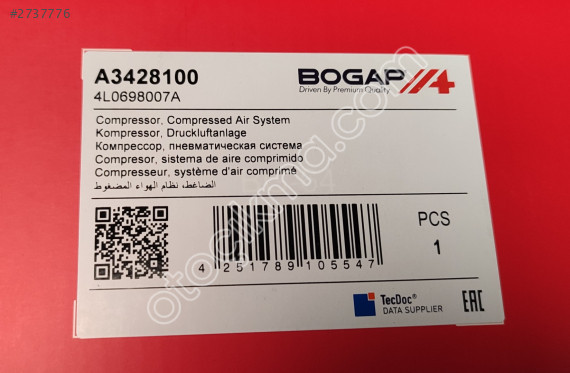 #2737776
A3428100
4L0698007A
BOGAP
Driven By Premium Quality
Compressor, Compressed Air System
Kompressor, Druckluftanlage
Компрессор, пневматическая система
Compresor, sistema de aire comprimido
Compresseur, système d'air comprimé
الضاغط، نظام الهواء المضغوط
PCS
1
4 251789 105547
TecDoc®
DATA SUPPLIER
EAC
otocikma.com